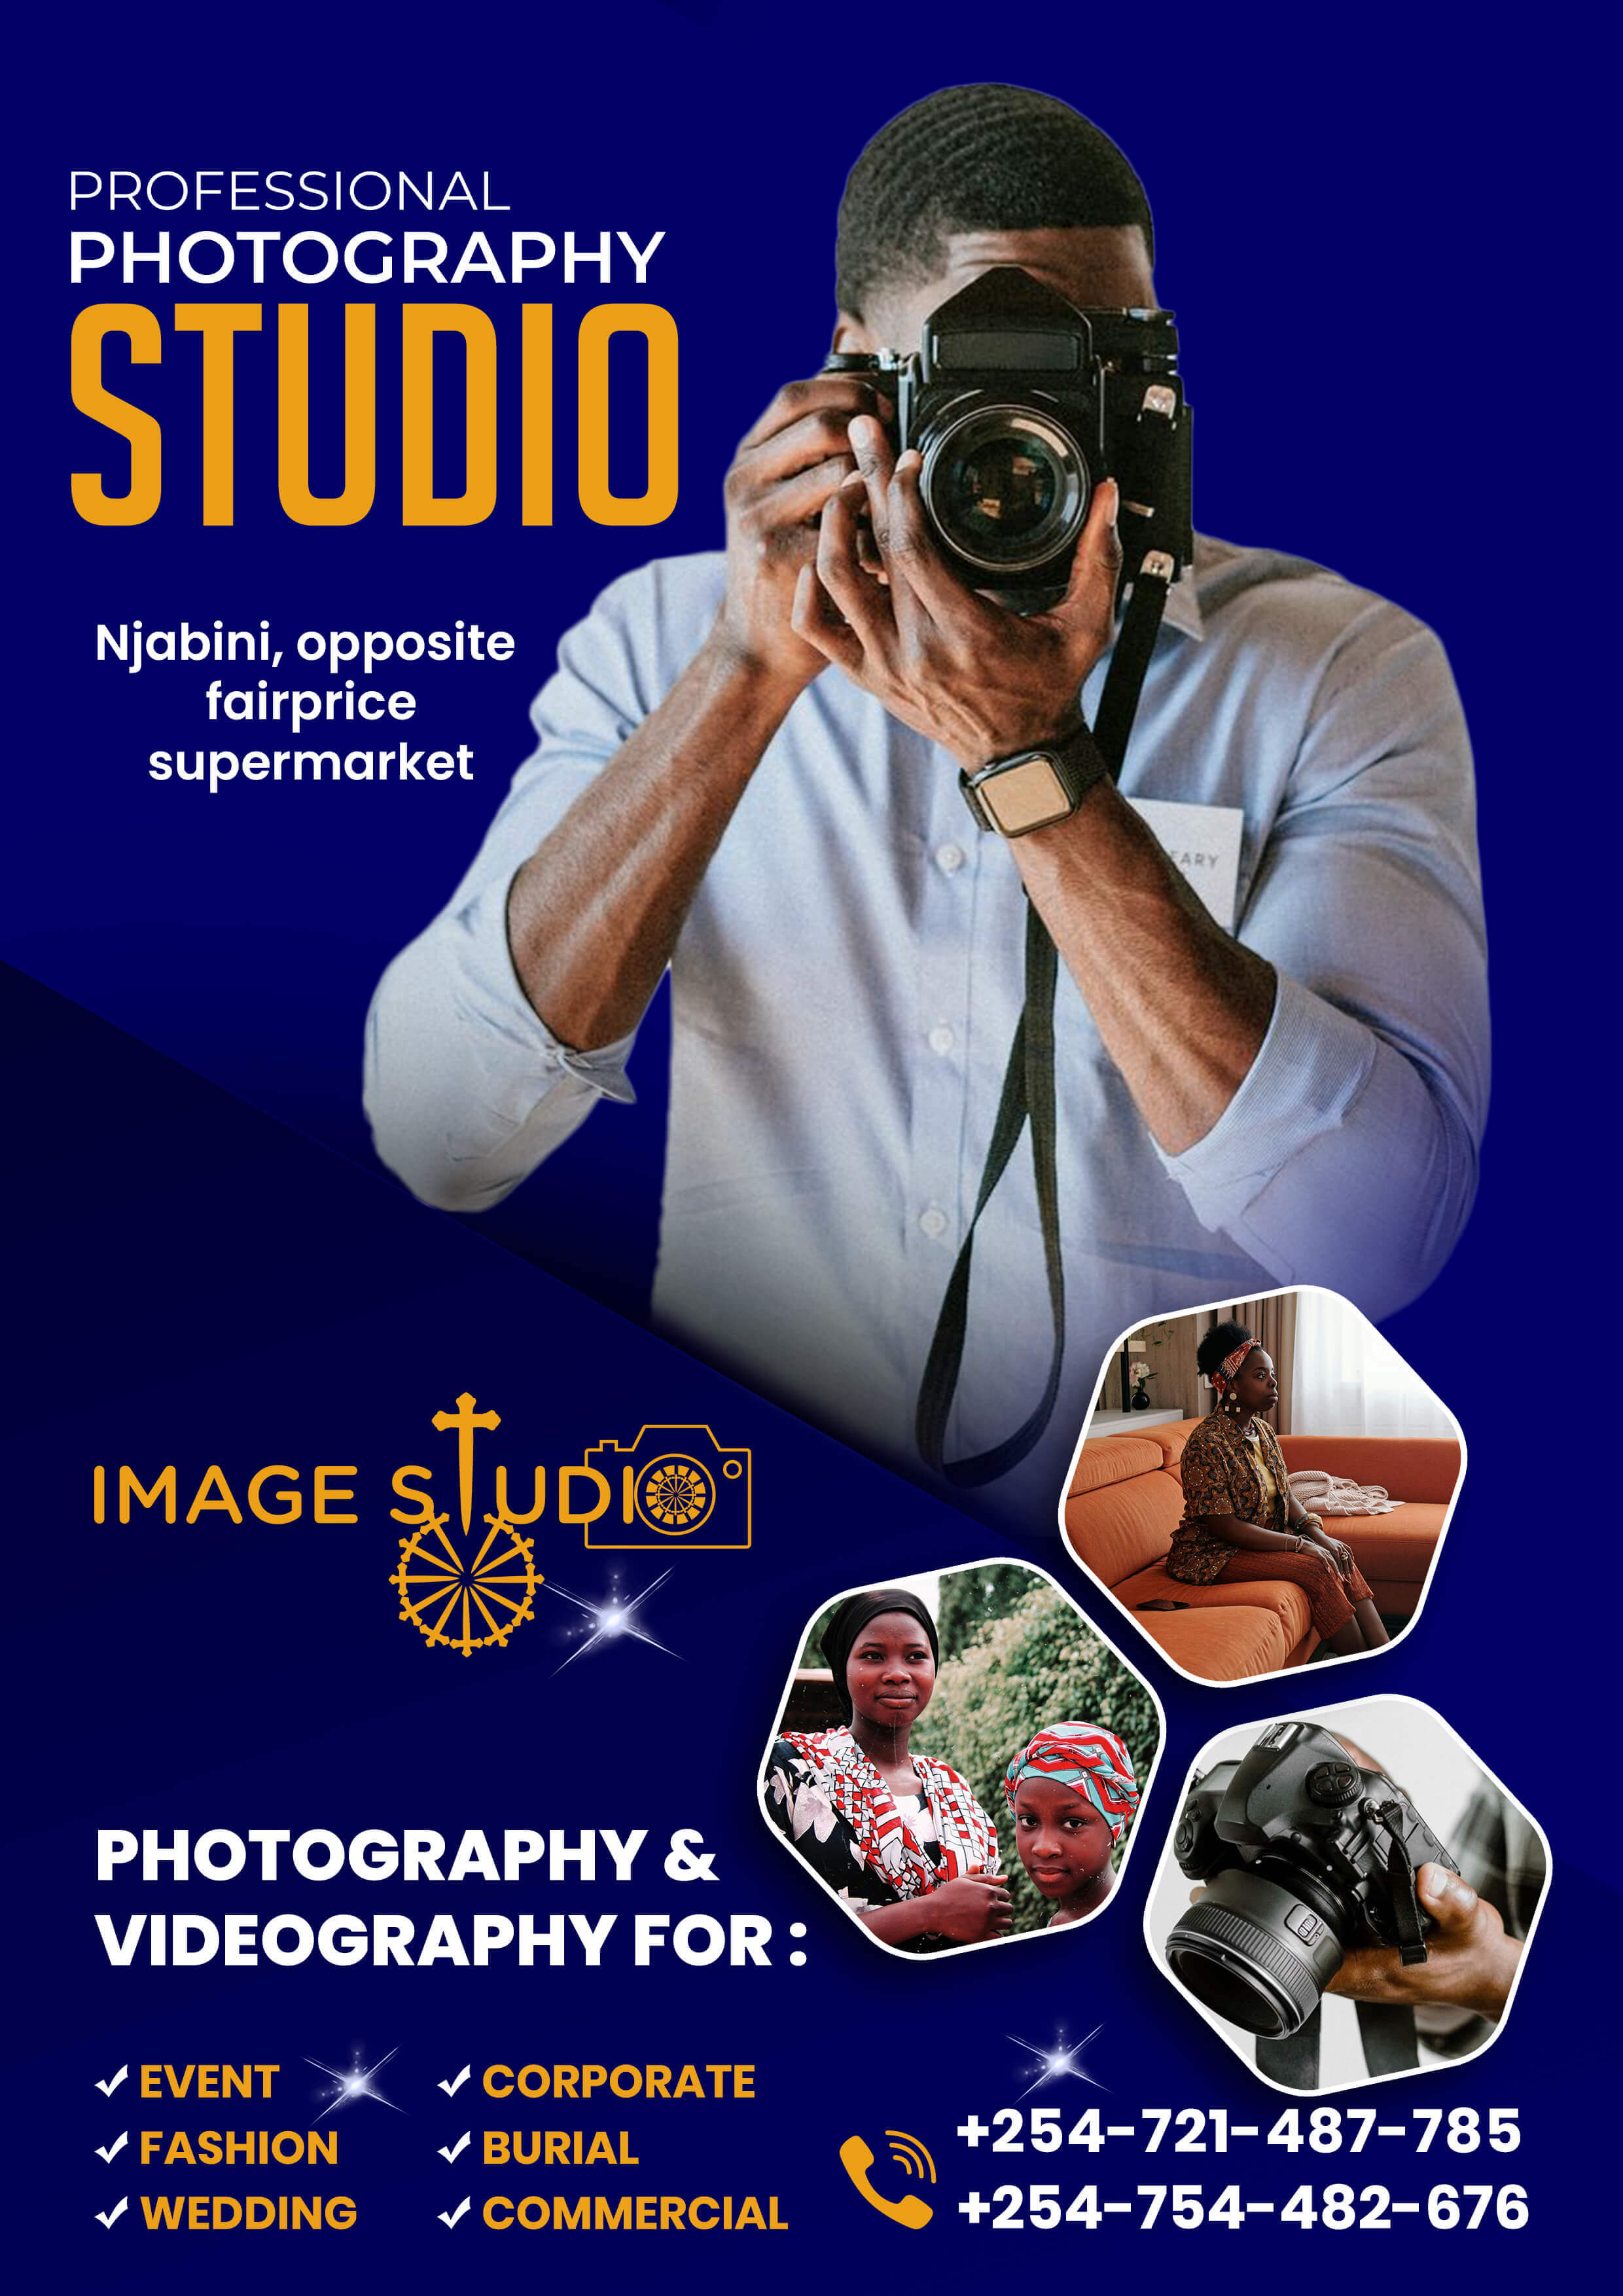 PROFESSIONAL
PHOTOGRAPHY
STUDIO
Njabini, opposite
fairprice
supermarket
IMAGE STUDIO
PHOTOGRAPHY &
VIDEOGRAPHY FOR :
EVENT
FASHION
WEDDING
CORPORATE
BURIAL
COMMERCIAL
+254-721-487-785
+254-754-482-676